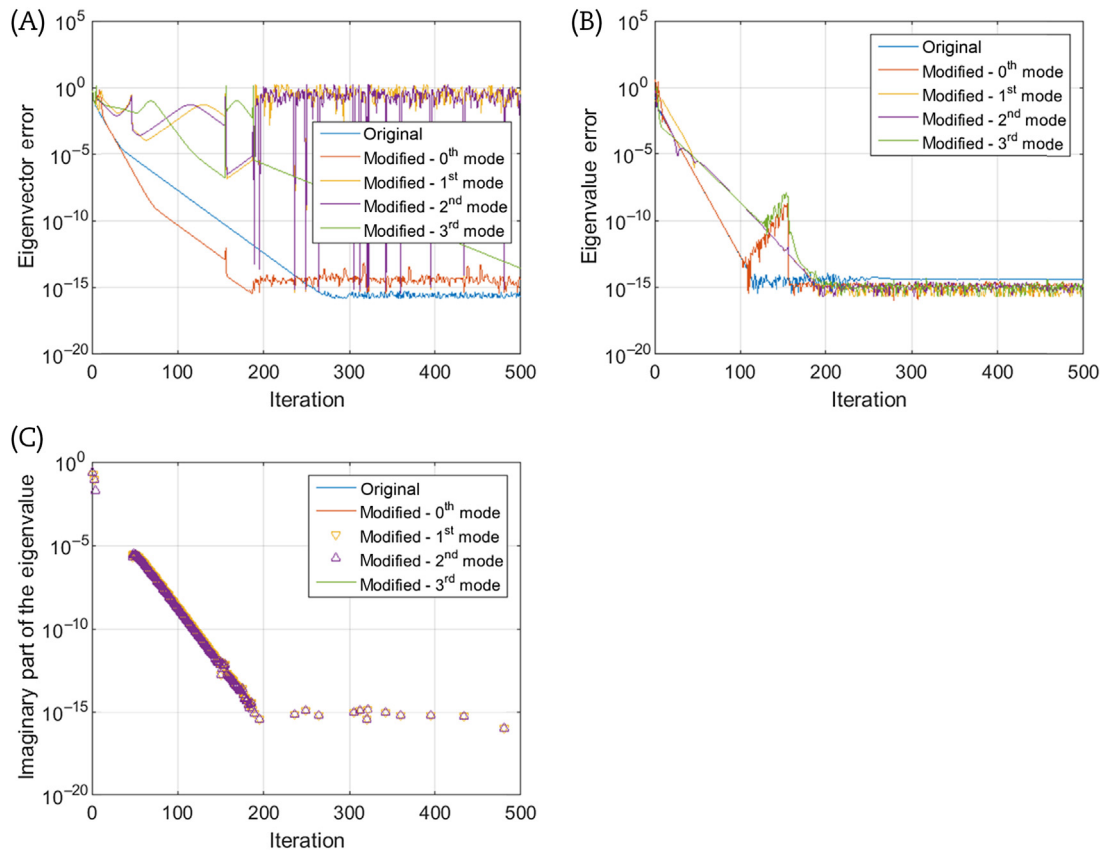 (A)
10^5
10^0
10^−5
10^−10
10^−15
10^−20
Eigenvector error
0 100 200 300 400 500
Iteration
Original
Modified - 0th mode
Modified - 1st mode
Modified - 2nd mode
Modified - 3rd mode
(B)
10^5
10^0
10^−5
10^−10
10^−15
10^−20
Eigenvalue error
0 100 200 300 400 500
Iteration
Original
Modified - 0th mode
Modified - 1st mode
Modified - 2nd mode
Modified - 3rd mode
(C)
10^0
10^−5
10^−10
10^−15
10^−20
Imaginary part of the eigenvalue
0 100 200 300 400 500
Iteration
Original
Modified - 0th mode
Modified - 1st mode
Modified - 2nd mode
Modified - 3rd mode